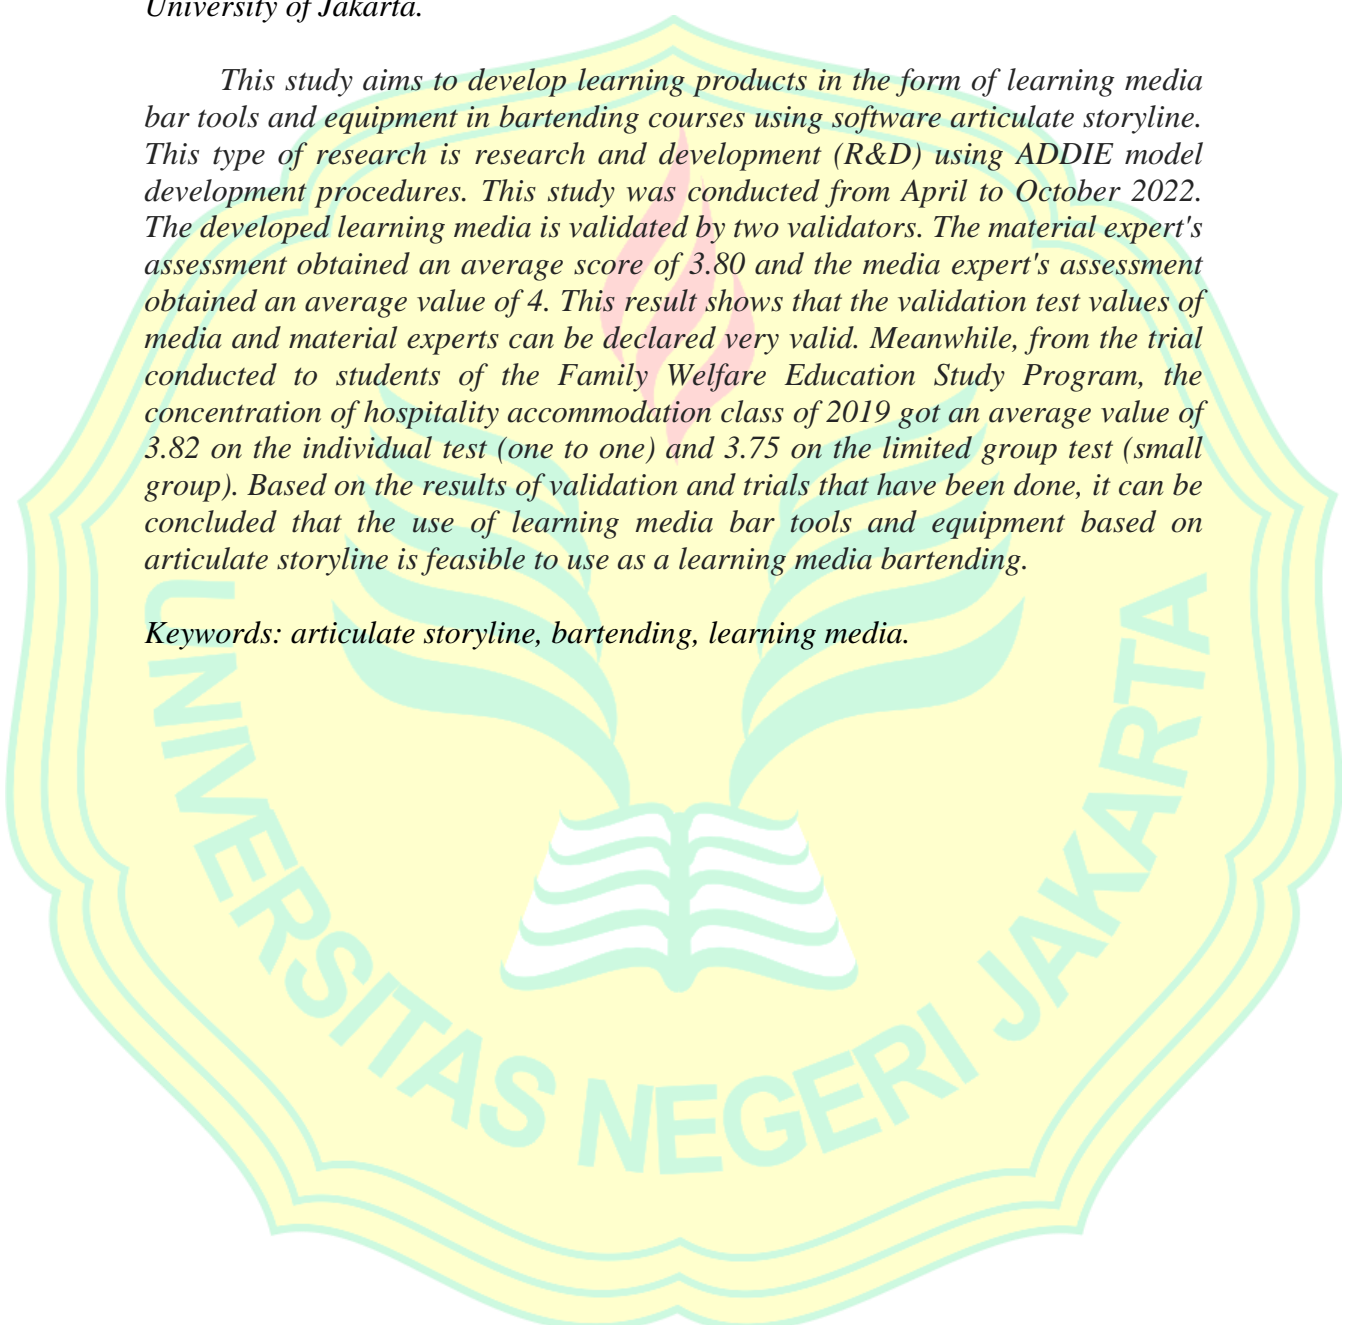 University of Jakarta.
This study aims to develop learning products in the form of learning media
bar tools and equipment in bartending courses using software articulate storyline.
This type of research is research and development (R&D) using ADDIE model
development procedures. This study was conducted from April to October 2022.
The developed learning media is validated by two validators. The material expert's
assessment obtained an average score of 3.80 and the media expert's assessment
obtained an average value of 4. This result shows that the validation test values of
media and material experts can be declared very valid. Meanwhile, from the trial
conducted to students of the Family Welfare Education Study Program, the
concentration of hospitality accommodation class of 2019 got an average value of
3.82 on the individual test (one to one) and 3.75 on the limited group test (small
group). Based on the results of validation and trials that have been done, it can be
concluded that the use of learning media bar tools and equipment based on
articulate storyline is feasible to use as a learning media bartending.
Keywords: articulate storyline, bartending, learning media.
UNIVERSITAS NEGERI JAKARTA